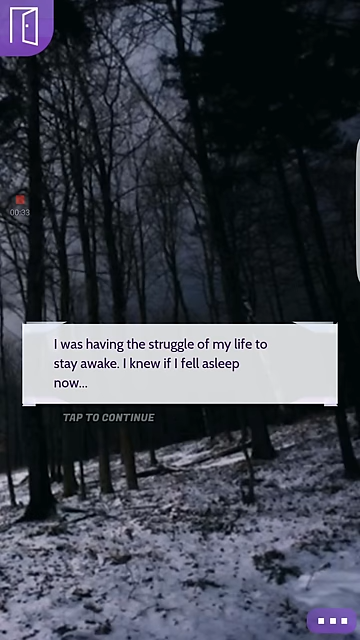 00:33
I was having the struggle of my life to
stay awake. I knew if I fell asleep
now...
TAP TO CONTINUE